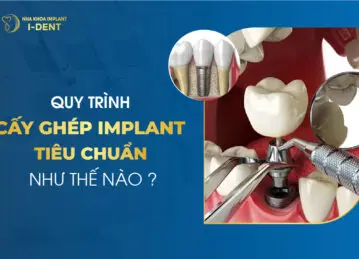 NHA KHOA IMPLANT
I-DENT
QUY TRÌNH
CẤY GHÉP IMPLANT
TIÊU CHUẨN
NHƯ THẾ NÀO ?